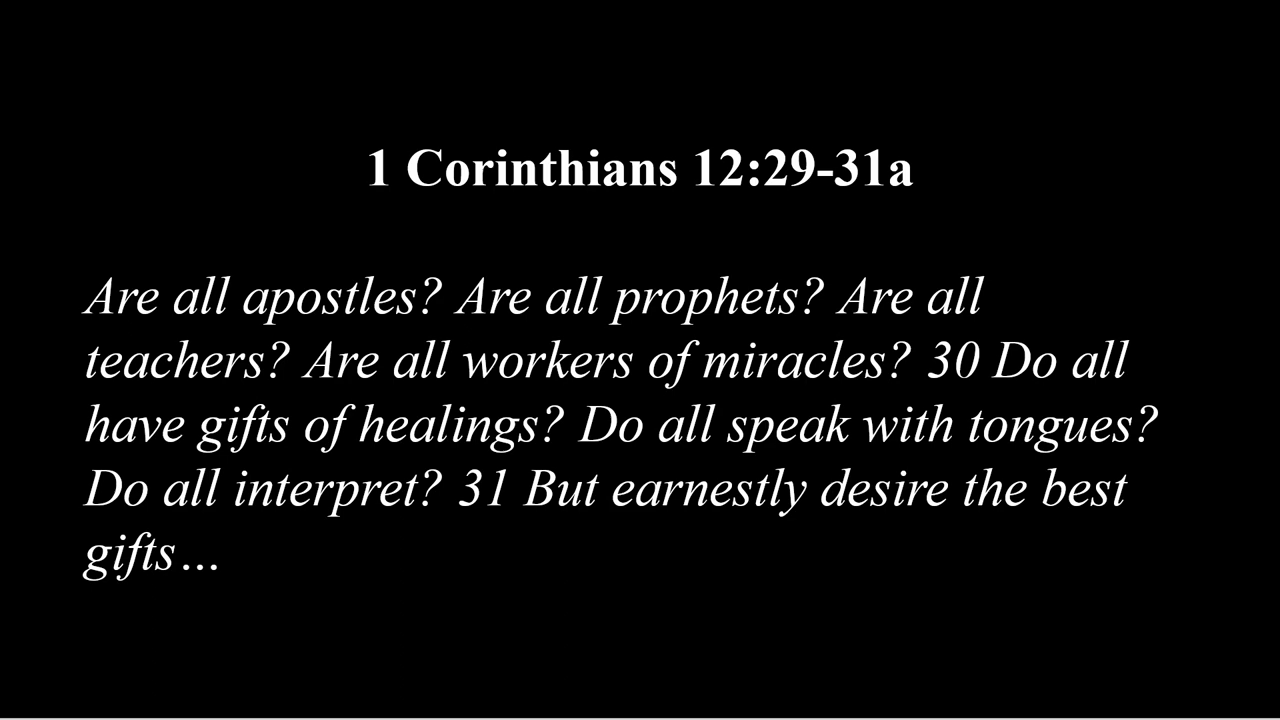 1 Corinthians 12:29-31a
Are all apostles? Are all prophets? Are all
teachers? Are all workers of miracles? 30 Do all
have gifts of healings? Do all speak with tongues?
Do all interpret? 31 But earnestly desire the best
gifts…